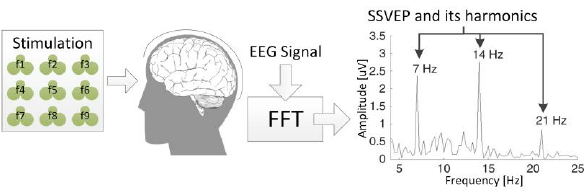 Stimulation
f1 f2 f3
f4 f5 f6
f7 f8 f9
EEG Signal
FFT
SSVEP and its harmonics
Amplitude [uV]
3.5
3
2.5
2
1.5
1
0.5
0
7 Hz
14 Hz
21 Hz
5 10 15 20 25
Frequency [Hz]